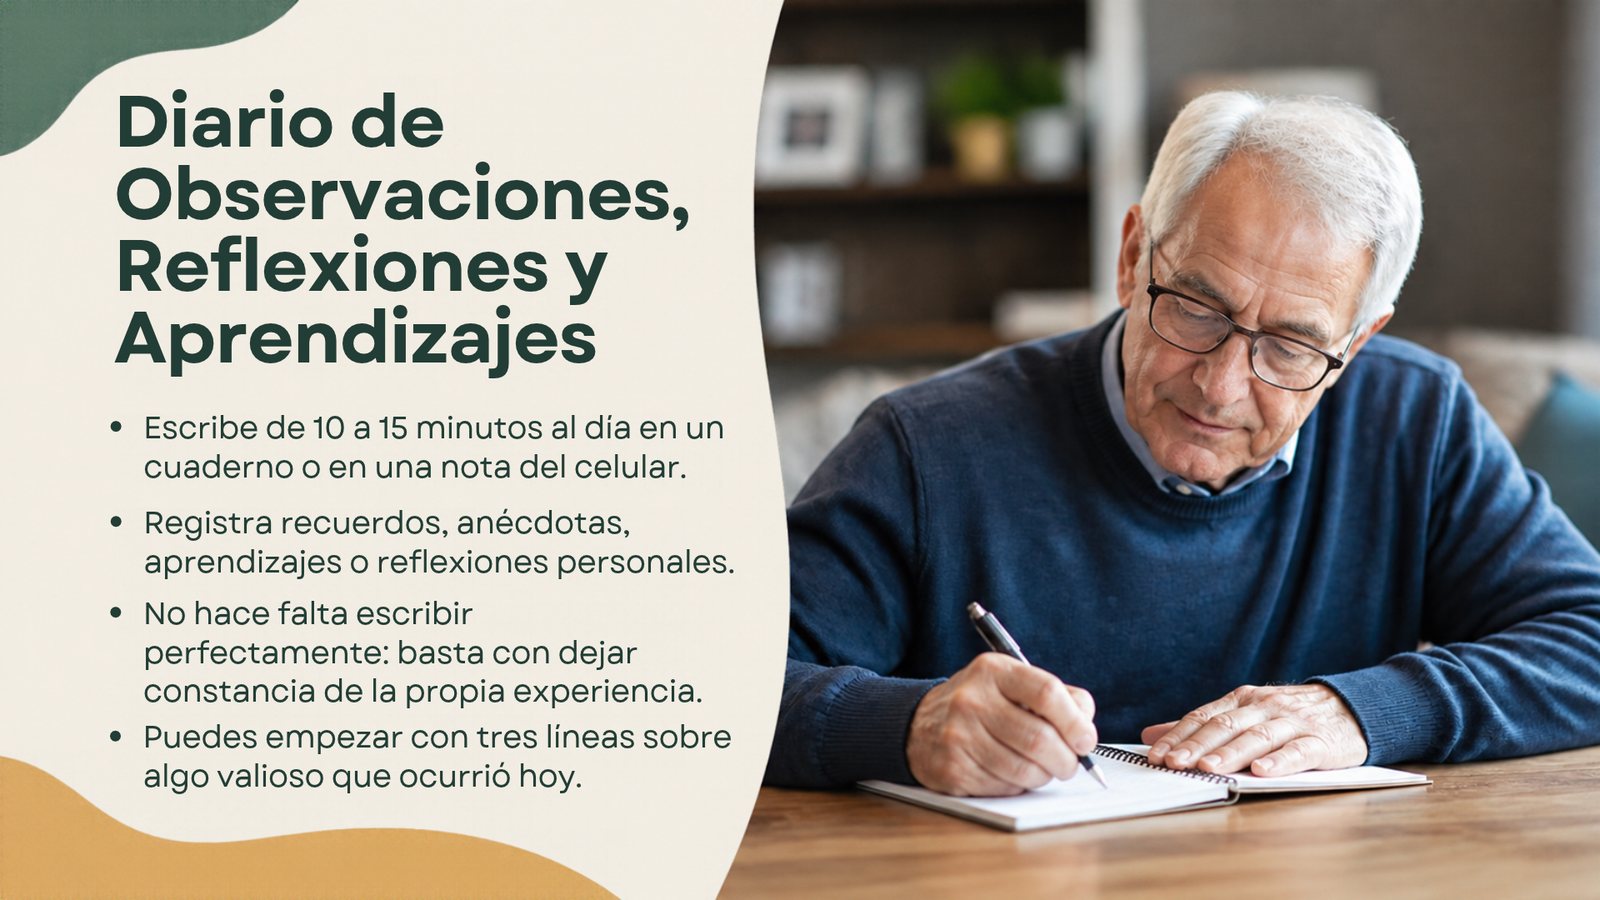 Diario de
Observaciones,
Reflexiones y
Aprendizajes
• Escribe de 10 a 15 minutos al día en un
cuaderno o en una nota del celular.
• Registra recuerdos, anécdotas,
aprendizajes o reflexiones personales.
• No hace falta escribir
perfectamente: basta con dejar
constancia de la propia experiencia.
• Puedes empezar con tres líneas sobre
algo valioso que ocurrió hoy.